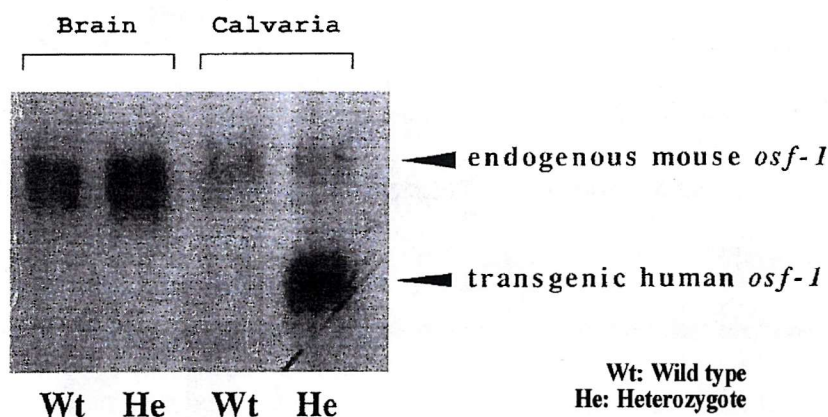 Brain Calvaria
endogenous mouse osf-1
transgenic human osf-1
Wt He Wt He
Wt: Wild type
He: Heterozygote